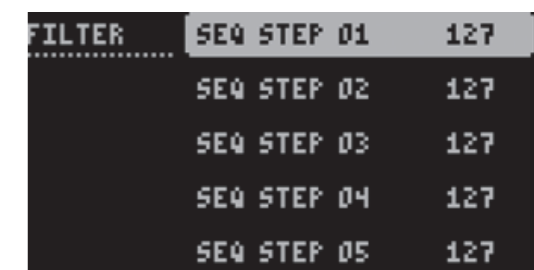 FILTER SEQ STEP 01 127
SEQ STEP 02 127
SEQ STEP 03 127
SEQ STEP 04 127
SEQ STEP 05 127